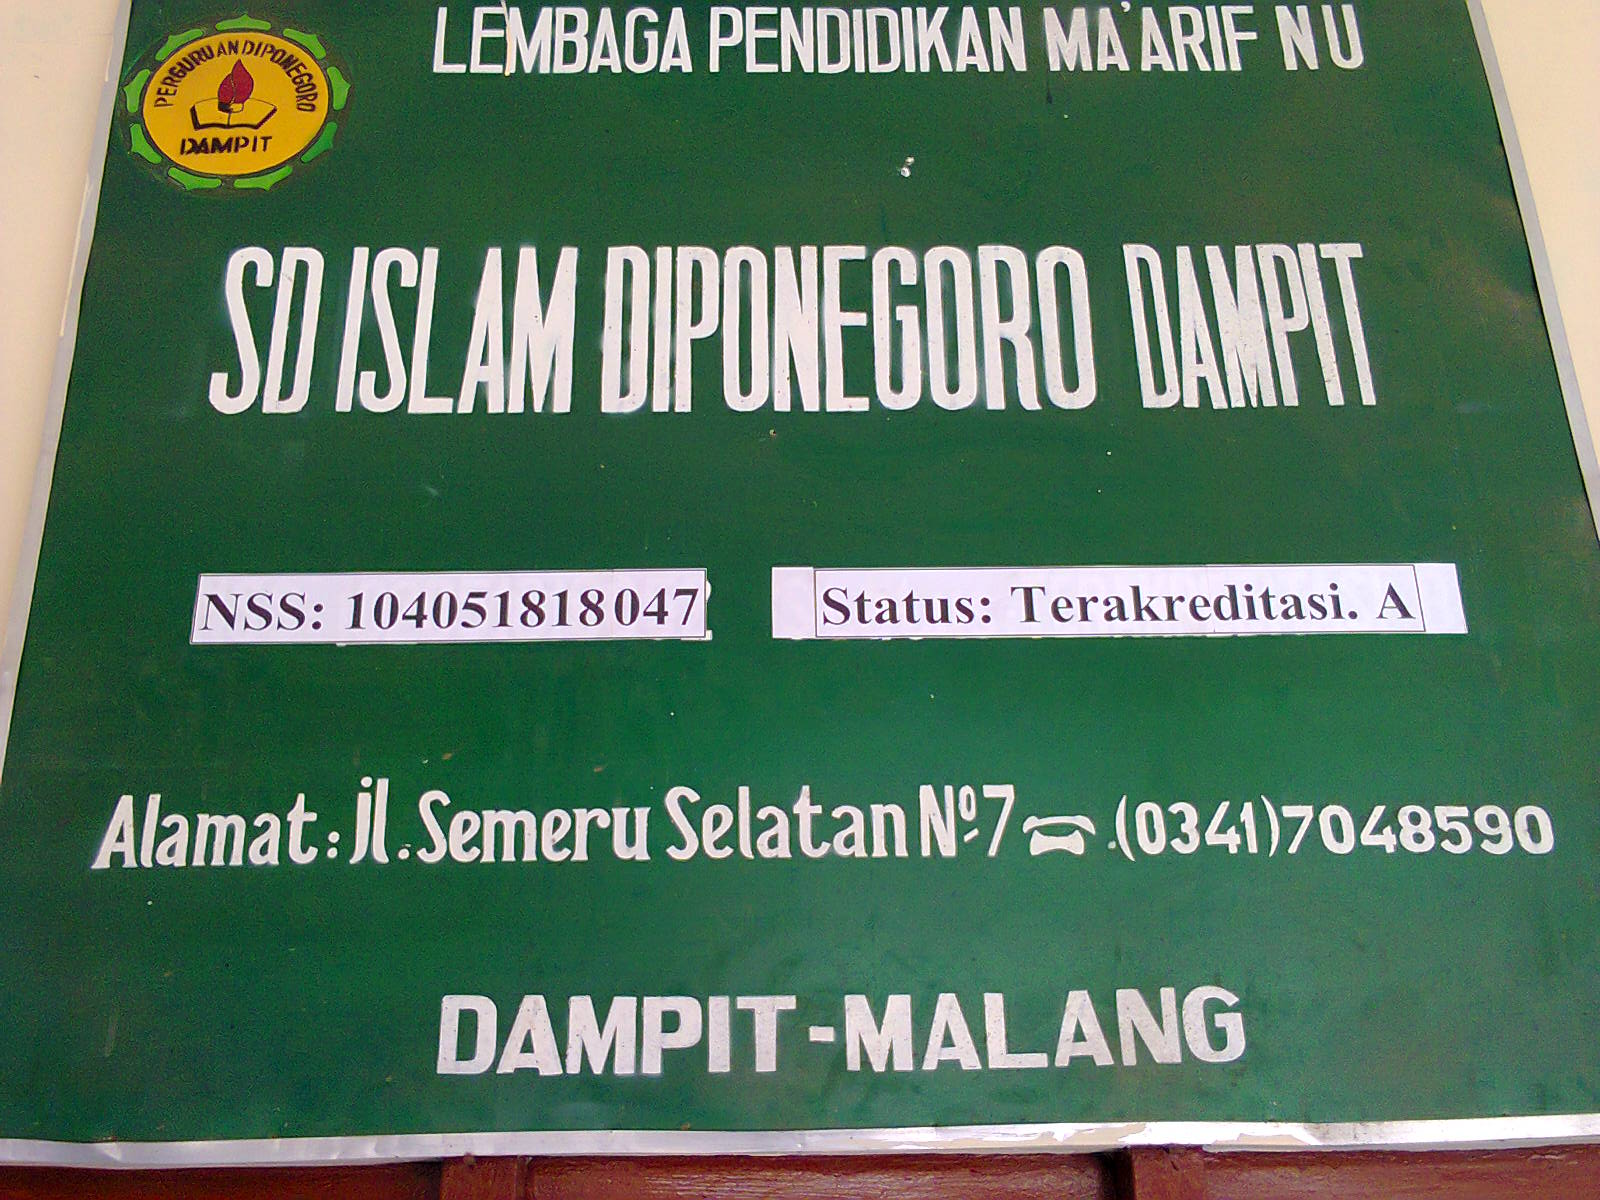 LEMBAGA PENDIDIKAN MA'ARIF NU
PERGURUAN DIPONEGORO
DAMPIT
SD ISLAM DIPONEGORO DAMPIT
NSS: 104051818047 Status: Terakreditasi. A
Alamat: Jl. Semeru Selatan Nº 7 ☎ .(0341)7048590
DAMPIT-MALANG